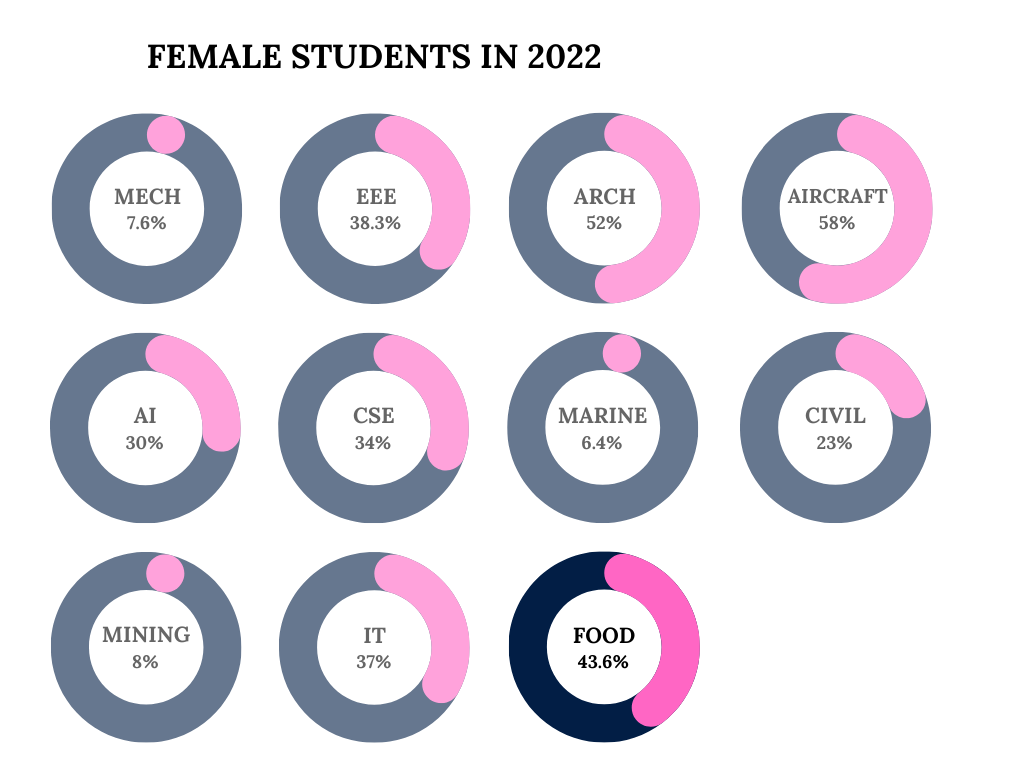 FEMALE STUDENTS IN 2022
MECH
7.6%
EEE
38.3%
ARCH
52%
AIRCRAFT
58%
AI
30%
CSE
34%
MARINE
6.4%
CIVIL
23%
MINING
8%
IT
37%
FOOD
43.6%